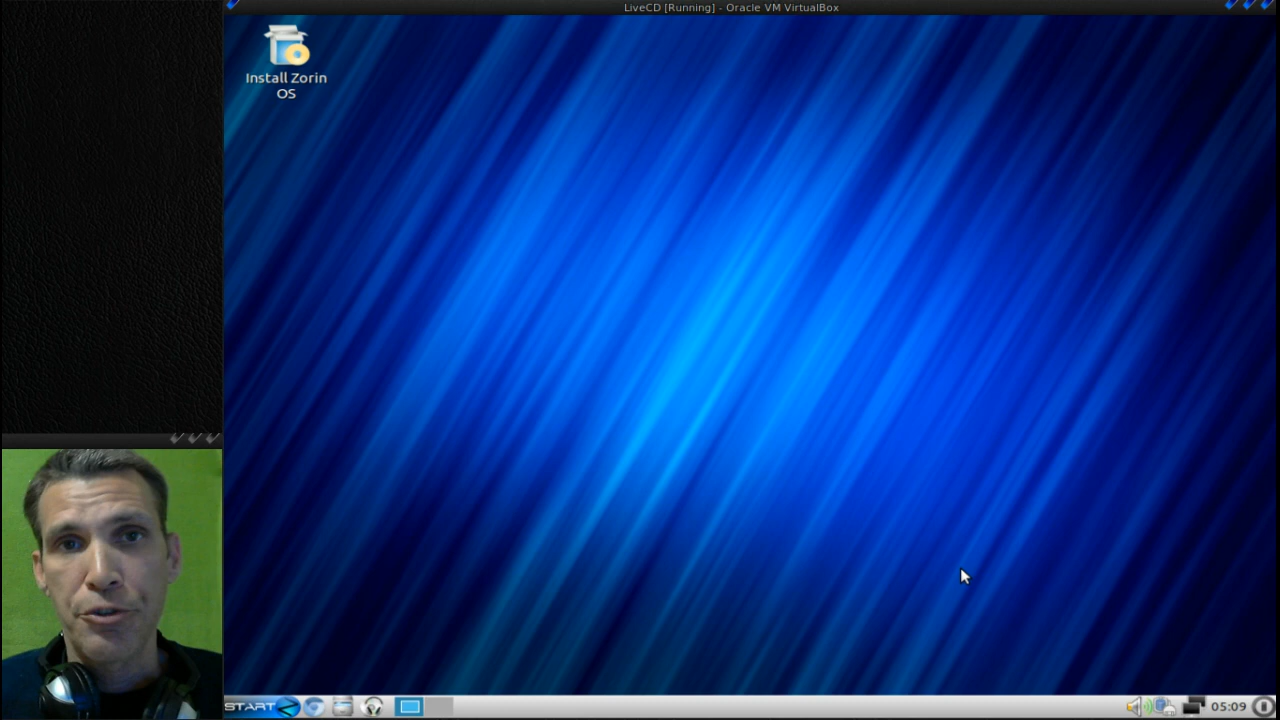 LiveCD [Running] - Oracle VM VirtualBox
Install Zorin
OS
START
05:09